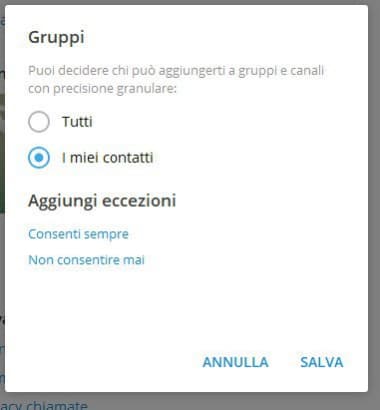 Gruppi
Puoi decidere chi può aggiungerti a gruppi e canali
con precisione granulare:
Tutti
I miei contatti
Aggiungi eccezioni
Consenti sempre
Non consentire mai
ANNULLA SALVA
acy chiamate